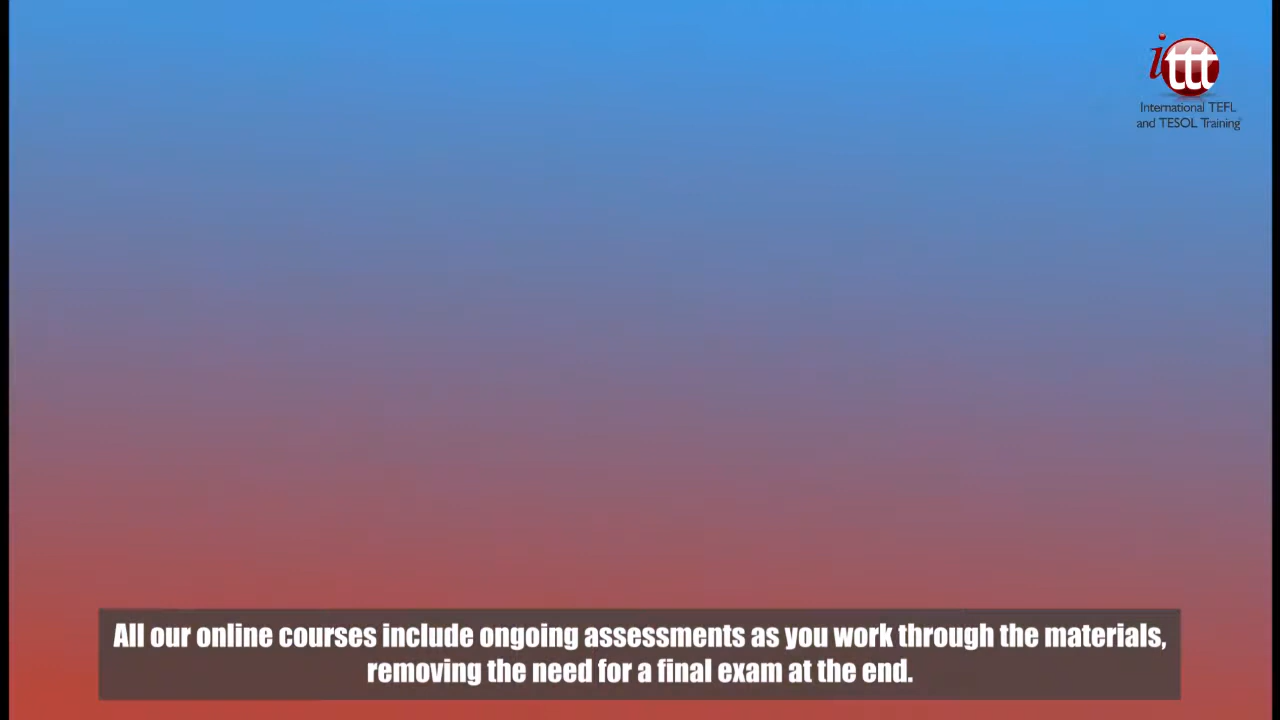 ittt
International TEFL
and TESOL Training
All our online courses include ongoing assessments as you work through the materials,
removing the need for a final exam at the end.